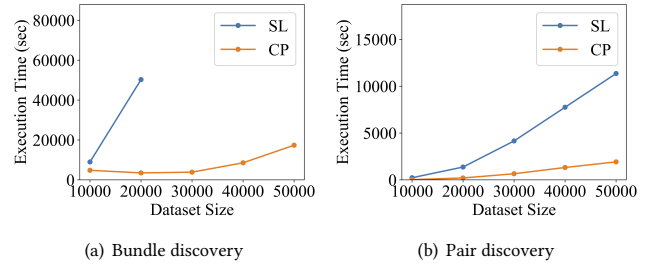 80000
60000
40000
20000
0
Execution Time (sec)
SL
CP
10000 20000 30000 40000 50000
Dataset Size
(a) Bundle discovery
15000
10000
5000
0
Execution Time (sec)
SL
CP
10000 20000 30000 40000 50000
Dataset Size
(b) Pair discovery